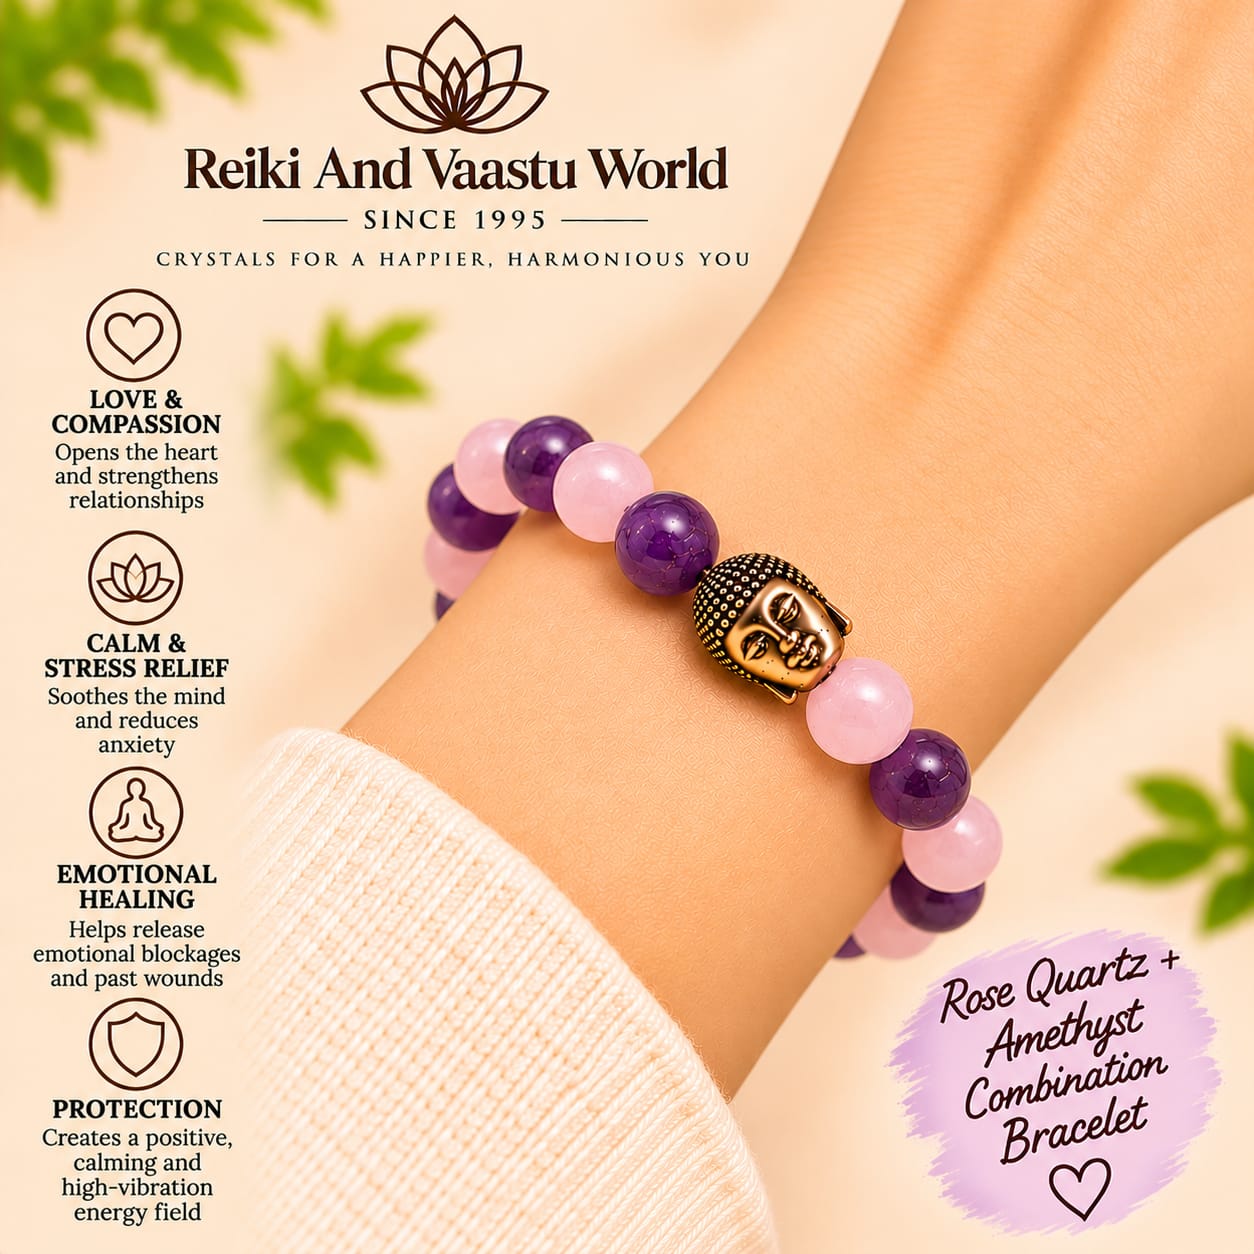 Reiki And Vaastu World
SINCE 1995
CRYSTALS FOR A HAPPIER, HARMONIOUS YOU
LOVE &
COMPASSION
Opens the heart
and strengthens
relationships
CALM &
STRESS RELIEF
Soothes the mind
and reduces
anxiety
EMOTIONAL
HEALING
Helps release
emotional blockages
and past wounds
PROTECTION
Creates a positive,
calming and
high-vibration
energy field
Rose Quartz +
Amethyst
Combination
Bracelet